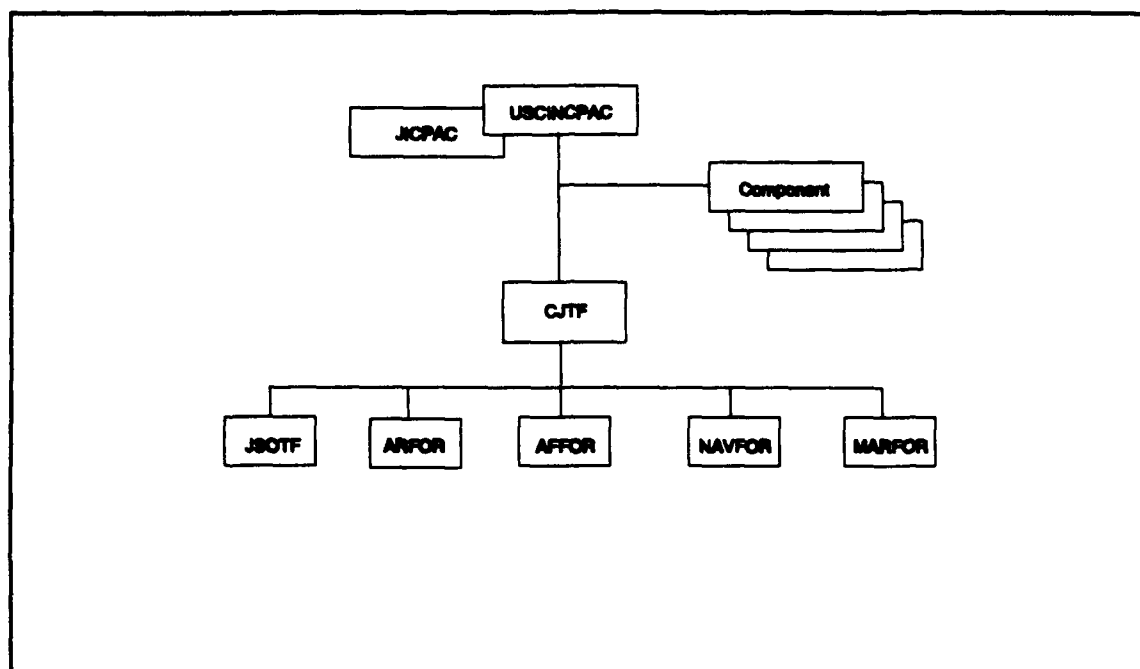 USCINCPAC
JICPAC
Component
CJTF
JSOTF ARFOR AFFOR NAVFOR MARFOR